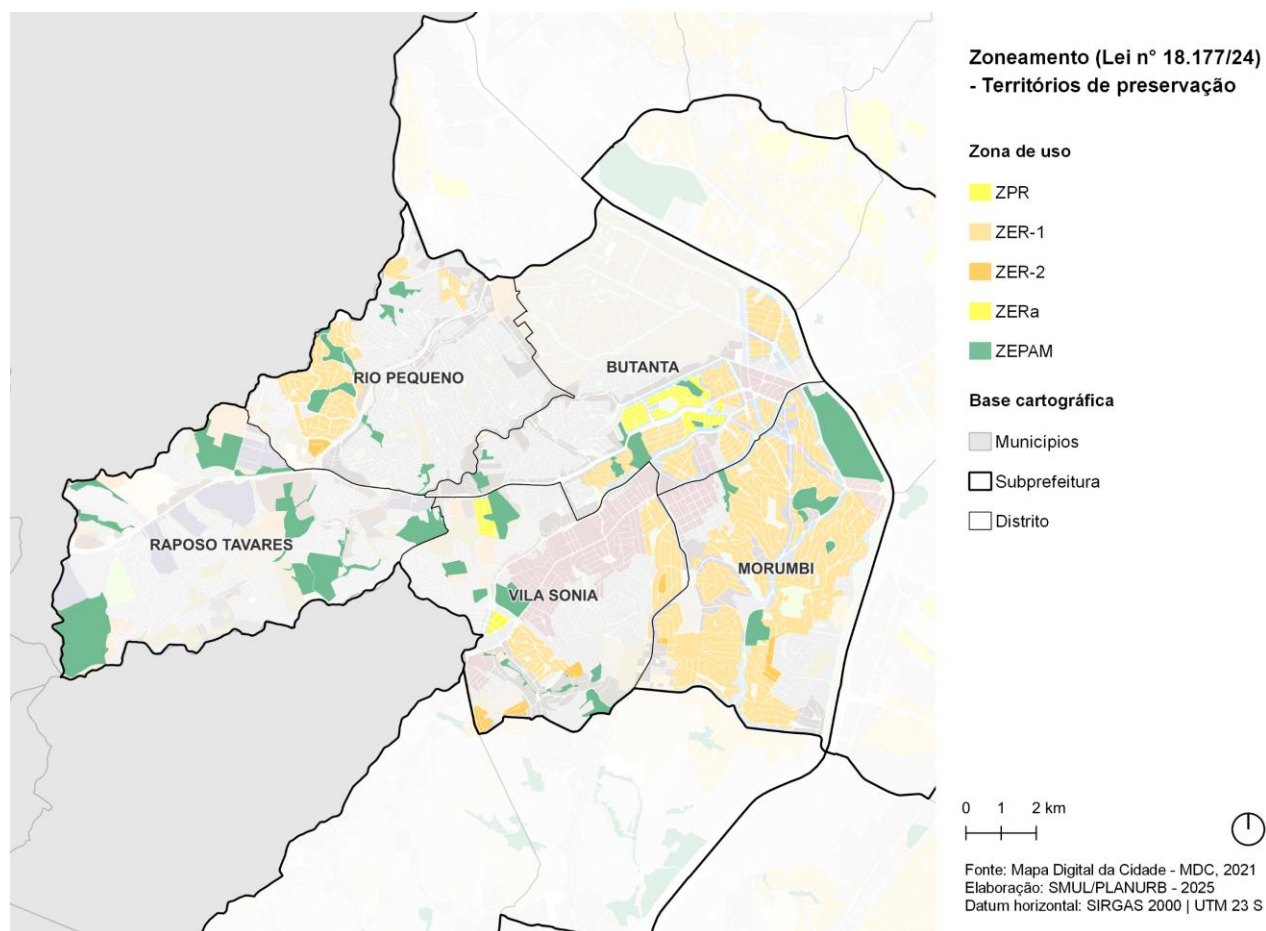 Zoneamento (Lei n° 18.177/24)
- Territórios de preservação
Zona de uso
ZPR
ZER-1
ZER-2
ZERa
ZEPAM
Base cartográfica
Municípios
Subprefeitura
Distrito
RIO PEQUENO
BUTANTA
RAPOSO TAVARES
VILA SONIA
MORUMBI
0 1 2 km
Fonte: Mapa Digital da Cidade - MDC, 2021
Elaboração: SMUL/PLANURB - 2025
Datum horizontal: SIRGAS 2000 | UTM 23 S